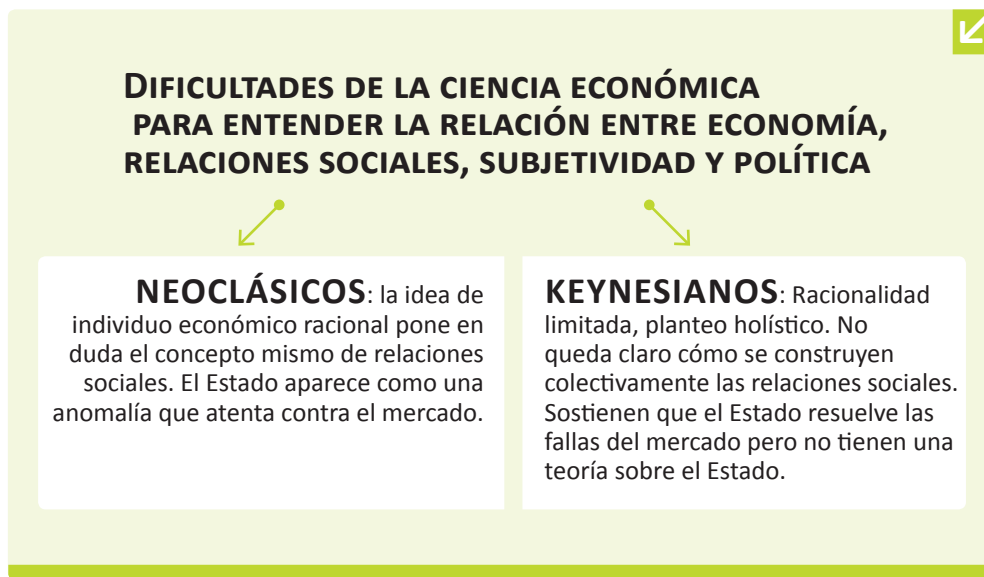 DIFICULTADES DE LA CIENCIA ECONÓMICA
PARA ENTENDER LA RELACIÓN ENTRE ECONOMÍA,
RELACIONES SOCIALES, SUBJETIVIDAD Y POLÍTICA
NEOCLÁSICOS: la idea de
individuo económico racional pone en
duda el concepto mismo de relaciones
sociales. El Estado aparece como una
anomalía que atenta contra el mercado.
KEYNESIANOS: Racionalidad
limitada, planteo holístico. No
queda claro cómo se construyen
colectivamente las relaciones sociales.
Sostienen que el Estado resuelve las
fallas del mercado pero no tienen una
teoría sobre el Estado.